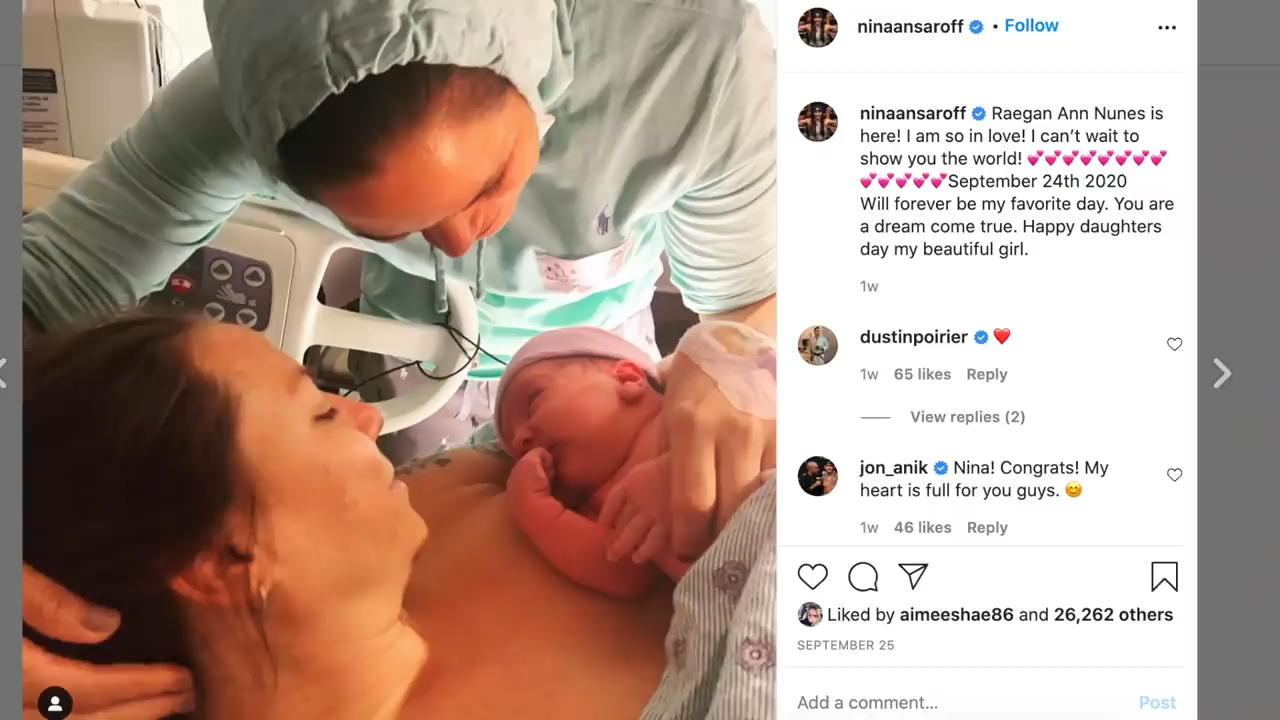 ninaansaroff • Follow
ninaansaroff Raegan Ann Nunes is
here! I am so in love! I can’t wait to
show you the world! 💕💕💕💕💕💕💕💕
💕💕💕💕💕September 24th 2020
Will forever be my favorite day. You are
a dream come true. Happy daughters
day my beautiful girl.
1w
dustinpoirier ❤️
1w 65 likes Reply
View replies (2)
jon_anik Nina! Congrats! My
heart is full for you guys. 😊
1w 46 likes Reply
Liked by aimeeshae86 and 26,262 others
SEPTEMBER 25
Add a comment... Post